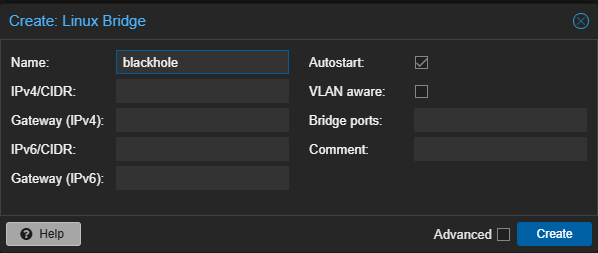 Create: Linux Bridge
Name: blackhole Autostart:
IPv4/CIDR: VLAN aware:
Gateway (IPv4): Bridge ports:
IPv6/CIDR: Comment:
Gateway (IPv6):
? Help Advanced Create